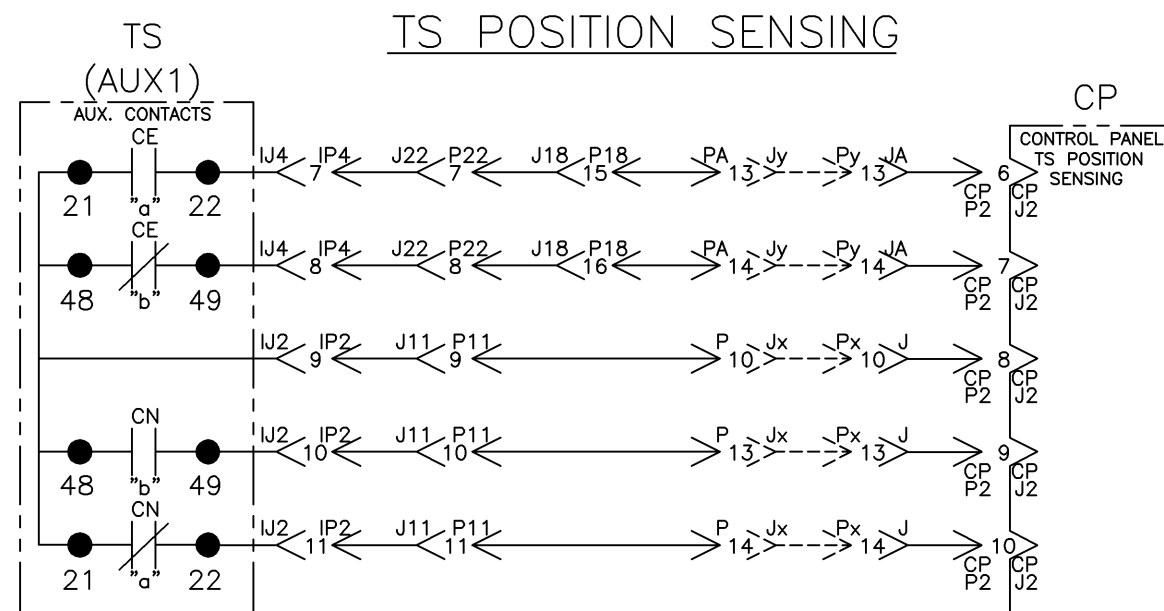 TS POSITION SENSING
TS
(AUX1)
AUX. CONTACTS
CP
CONTROL PANEL
TS POSITION
SENSING
CE
IJ4 IP4 J22 P22 J18 P18 PA Jy Py JA
7 7 15 13 13 6
21 "a" 22
CP CP
P2 J2
CE
IJ4 IP4 J22 P22 J18 P18 PA Jy Py JA
8 8 16 14 14 7
48 "b" 49
CP CP
P2 J2
IJ2 IP2 J11 P11 P Jx Px J
9 9 10 10 8
CP CP
P2 J2
CN
IJ2 IP2 J11 P11 P Jx Px J
10 10 13 13 9
48 "b" 49
CP CP
P2 J2
CN
IJ2 IP2 J11 P11 P Jx Px J
11 11 14 14 10
21 "a" 22
CP CP
P2 J2